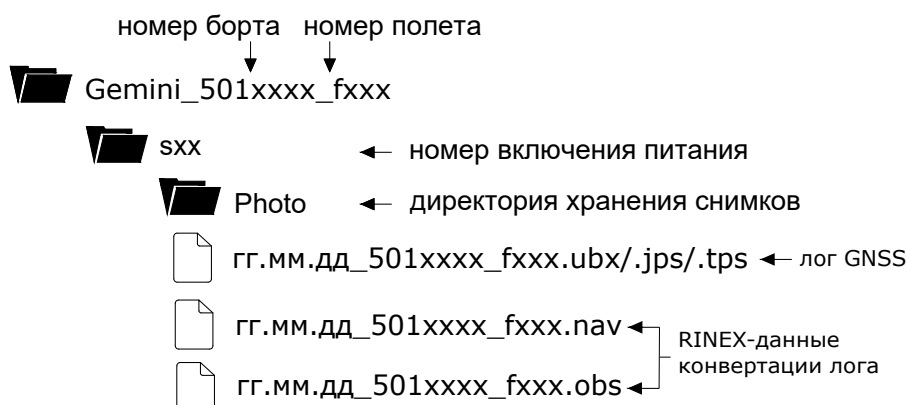 номер борта номер полета
Gemini_501xxxx_fxxx
sxx номер включения питания
Photo директория хранения снимков
гг.мм.дд_501xxxx_fxxx.ubx/.jps/.tps лог GNSS
гг.мм.дд_501xxxx_fxxx.nav
RINEX-данные
конвертации лога
гг.мм.дд_501xxxx_fxxx.obs